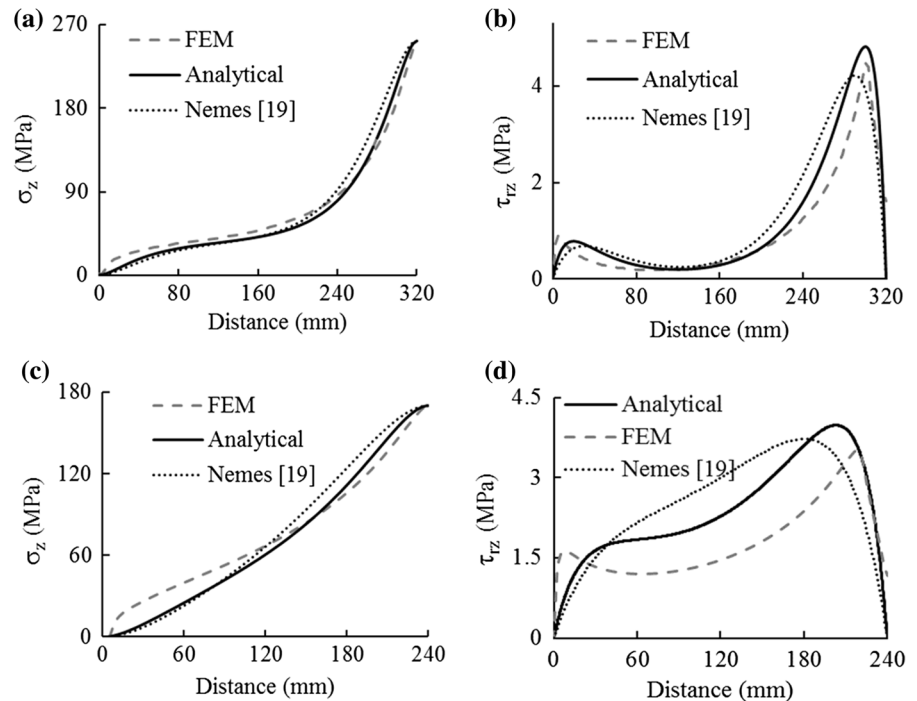 (a)
270
180
90
0
σz (MPa)
FEM
Analytical
Nemes [19]
0 80 160 240 320
Distance (mm)
(b)
4
2
0
τrz (MPa)
FEM
Analytical
Nemes [19]
0 80 160 240 320
Distance (mm)
(c)
180
120
60
0
σz (MPa)
FEM
Analytical
Nemes [19]
0 60 120 180 240
Distance (mm)
(d)
4.5
3
1.5
0
τrz (MPa)
Analytical
FEM
Nemes [19]
0 60 120 180 240
Distance (mm)